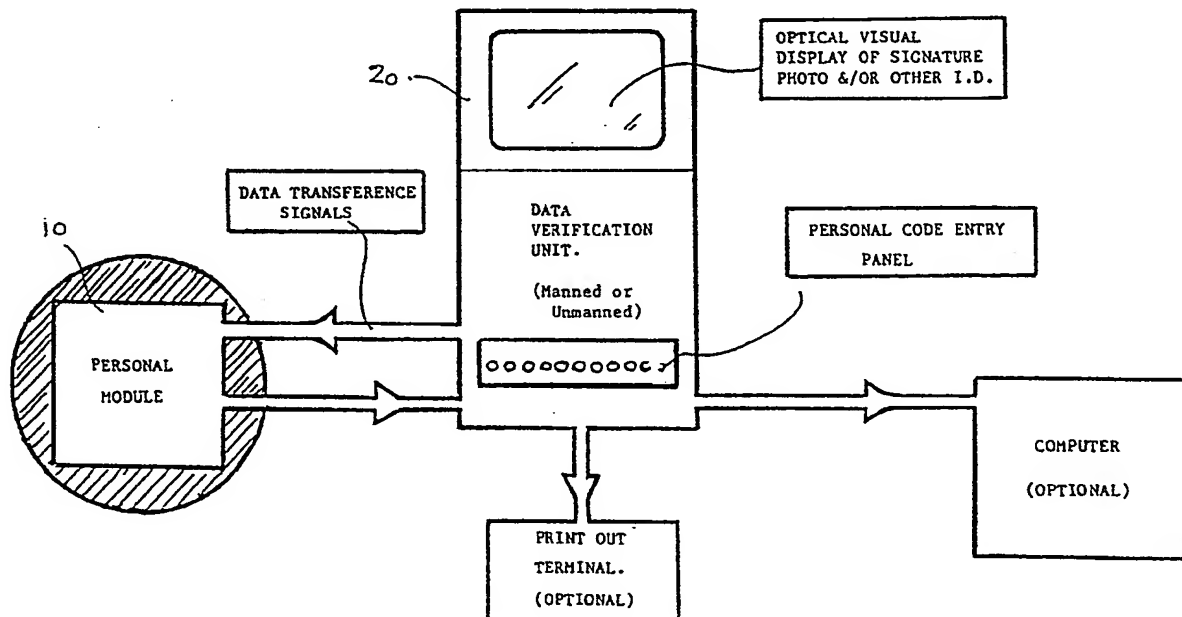 OPTICAL VISUAL
DISPLAY OF SIGNATURE
PHOTO &/OR OTHER I.D.
20
DATA TRANSFERENCE
SIGNALS
DATA
VERIFICATION
UNIT.
(Manned or
Unmanned)
PERSONAL CODE ENTRY
PANEL
10
PERSONAL
MODULE
COMPUTER
(OPTIONAL)
PRINT OUT
TERMINAL.
(OPTIONAL)